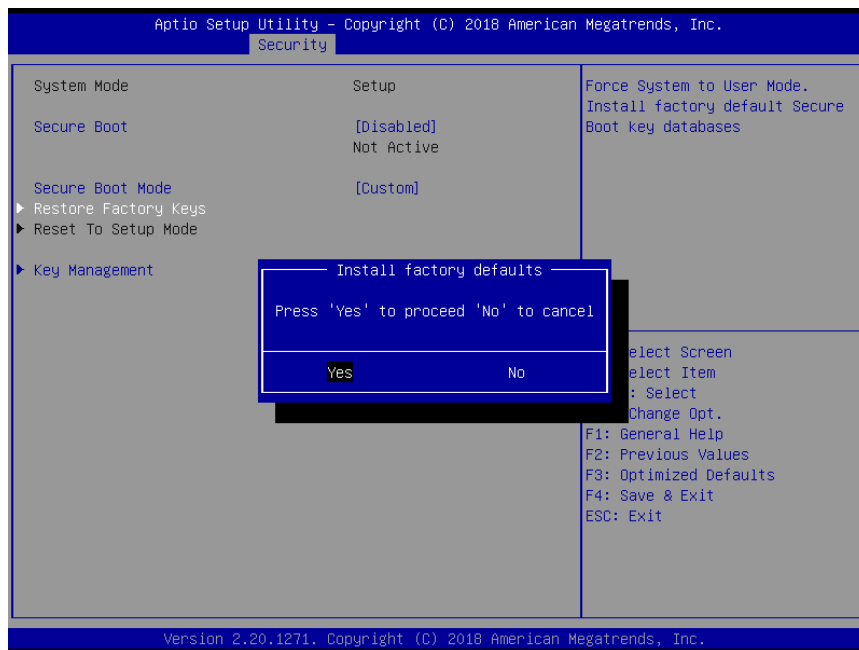 Aptio Setup Utility – Copyright (C) 2018 American Megatrends, Inc.
Security
System Mode Setup
Secure Boot [Disabled]
Not Active
Secure Boot Mode [Custom]
Restore Factory Keys
Reset To Setup Mode
Key Management
Force System to User Mode.
Install factory default Secure
Boot key databases
Install factory defaults
Press 'Yes' to proceed 'No' to cancel
Yes No
elect Screen
elect Item
: Select
Change Opt.
F1: General Help
F2: Previous Values
F3: Optimized Defaults
F4: Save & Exit
ESC: Exit
Version 2.20.1271. Copyright (C) 2018 American Megatrends, Inc.